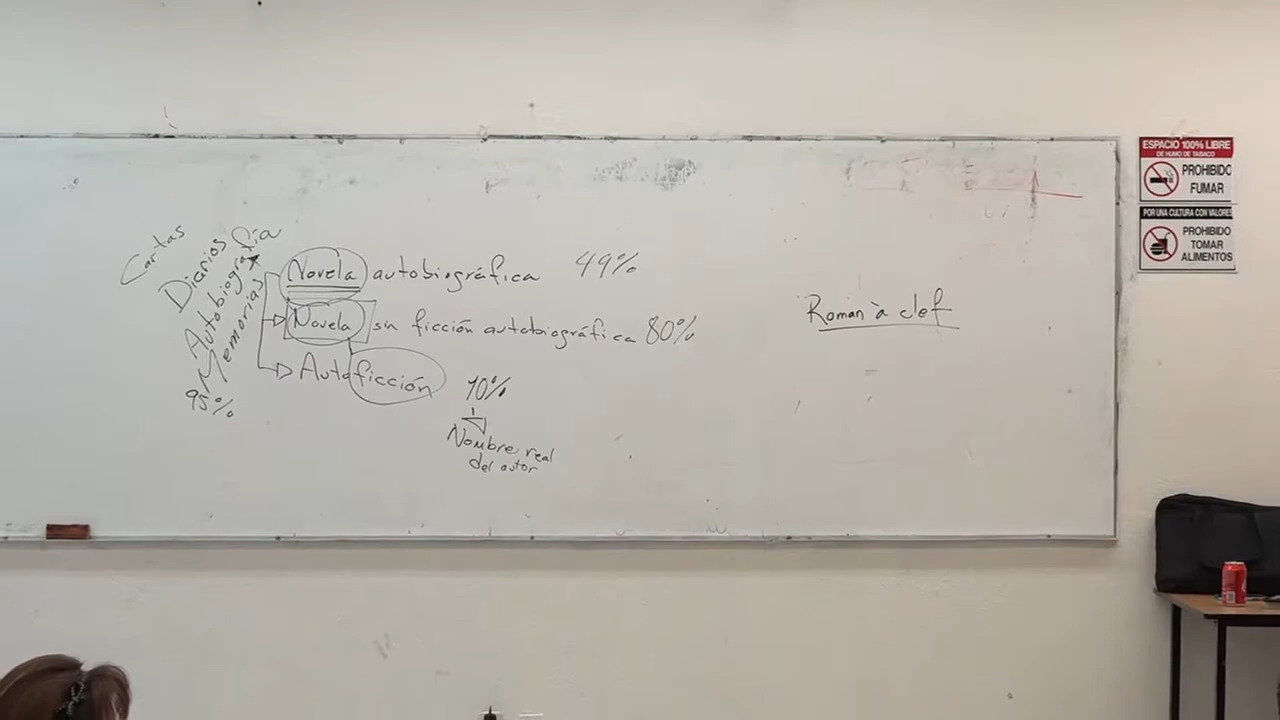 Cartas
Diarios
Autobiografía
Memorias
95%
Novela autobiográfica 49%
Novela sin ficción autobiográfica 80%
Autoficción 10%
Nombre real
del autor
Roman à clef
ESPACIO 100% LIBRE
DE HUMO DE TABACO
PROHIBIDO
FUMAR
POR UNA CULTURA CON VALORES
PROHIBIDO
TOMAR
ALIMENTOS